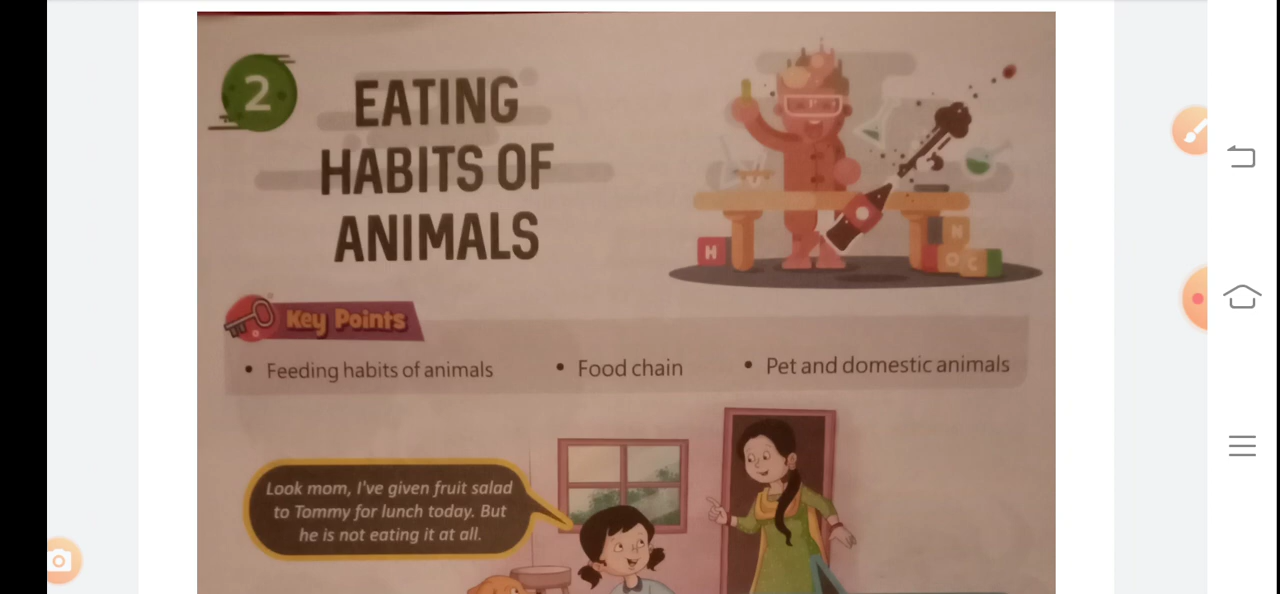 2
EATING
HABITS OF
ANIMALS
H
N
O
C
Key Points
• Feeding habits of animals
• Food chain
• Pet and domestic animals
Look mom, I've given fruit salad
to Tommy for lunch today. But
he is not eating it at all.